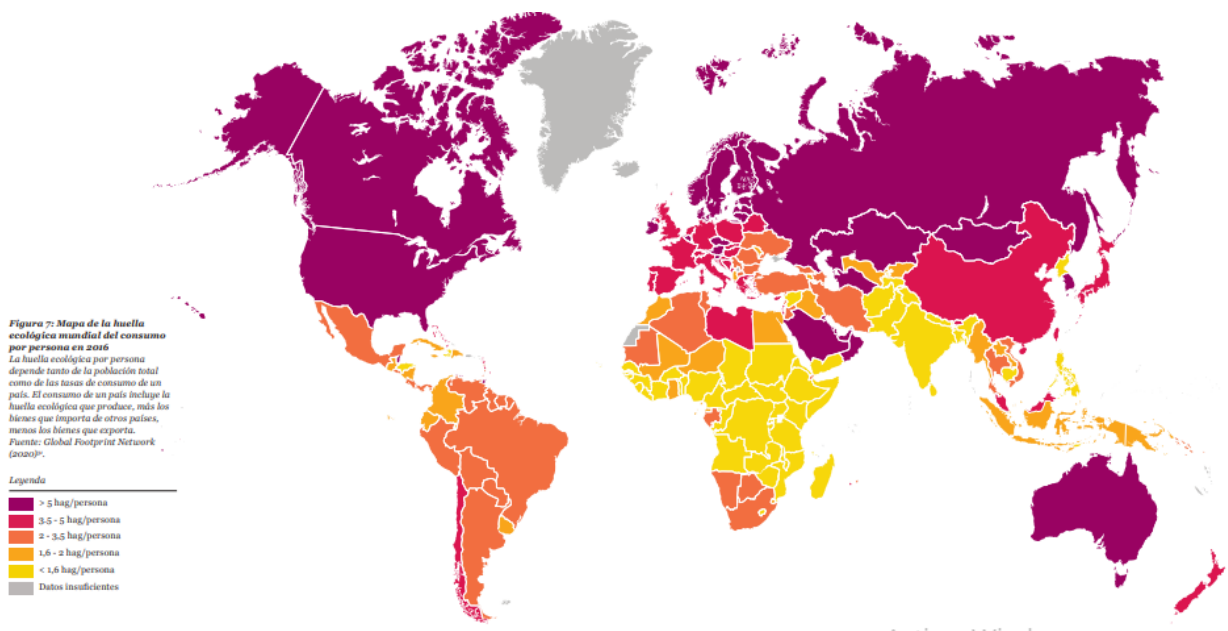 Figura 7: Mapa de la huella
ecológica mundial del consumo
por persona en 2016
La huella ecológica por persona
depende tanto de la población total
como de las tasas de consumo de un
país. El consumo de un país incluye la
huella ecológica que produce, más los
bienes que importa de otros países,
menos los bienes que exporta.
Fuente: Global Footprint Network
(2020)
Leyenda
> 5 hag/persona
3,5 - 5 hag/persona
2 - 3,5 hag/persona
1,6 - 2 hag/persona
< 1,6 hag/persona
Datos insuficientes